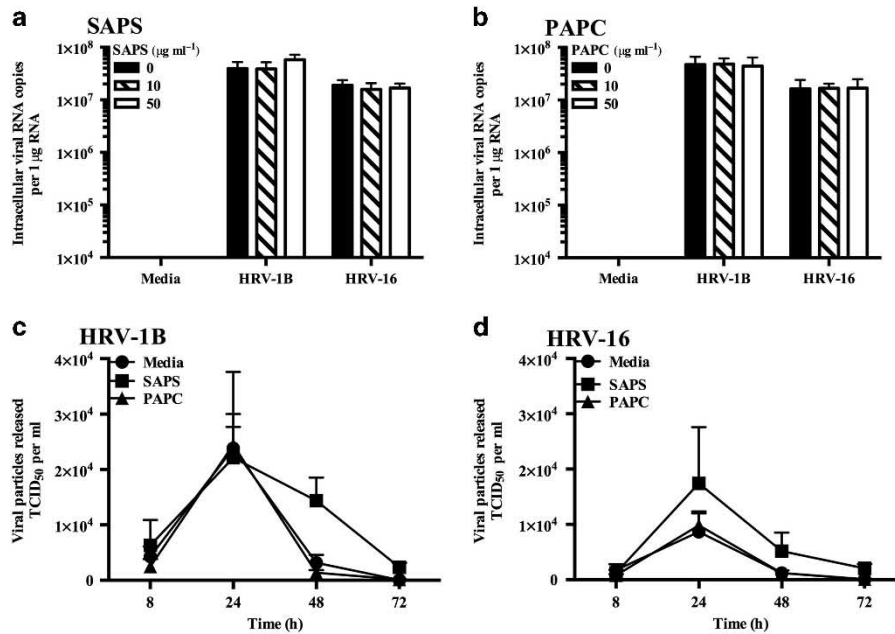 a
SAPS
SAPS (µg ml⁻¹)
0
10
50
Intracellular viral RNA copies
per 1 µg RNA
1×10⁸
1×10⁷
1×10⁶
1×10⁵
1×10⁴
Media
HRV-1B
HRV-16
b
PAPC
PAPC (µg ml⁻¹)
0
10
50
Intracellular viral RNA copies
per 1 µg RNA
1×10⁸
1×10⁷
1×10⁶
1×10⁵
1×10⁴
Media
HRV-1B
HRV-16
c
HRV-1B
Media
SAPS
PAPC
Viral particles released
TCID₅₀ per ml
4×10⁴
3×10⁴
2×10⁴
1×10⁴
0
8
24
48
72
Time (h)
d
HRV-16
Media
SAPS
PAPC
Viral particles released
TCID₅₀ per ml
4×10⁴
3×10⁴
2×10⁴
1×10⁴
0
8
24
48
72
Time (h)